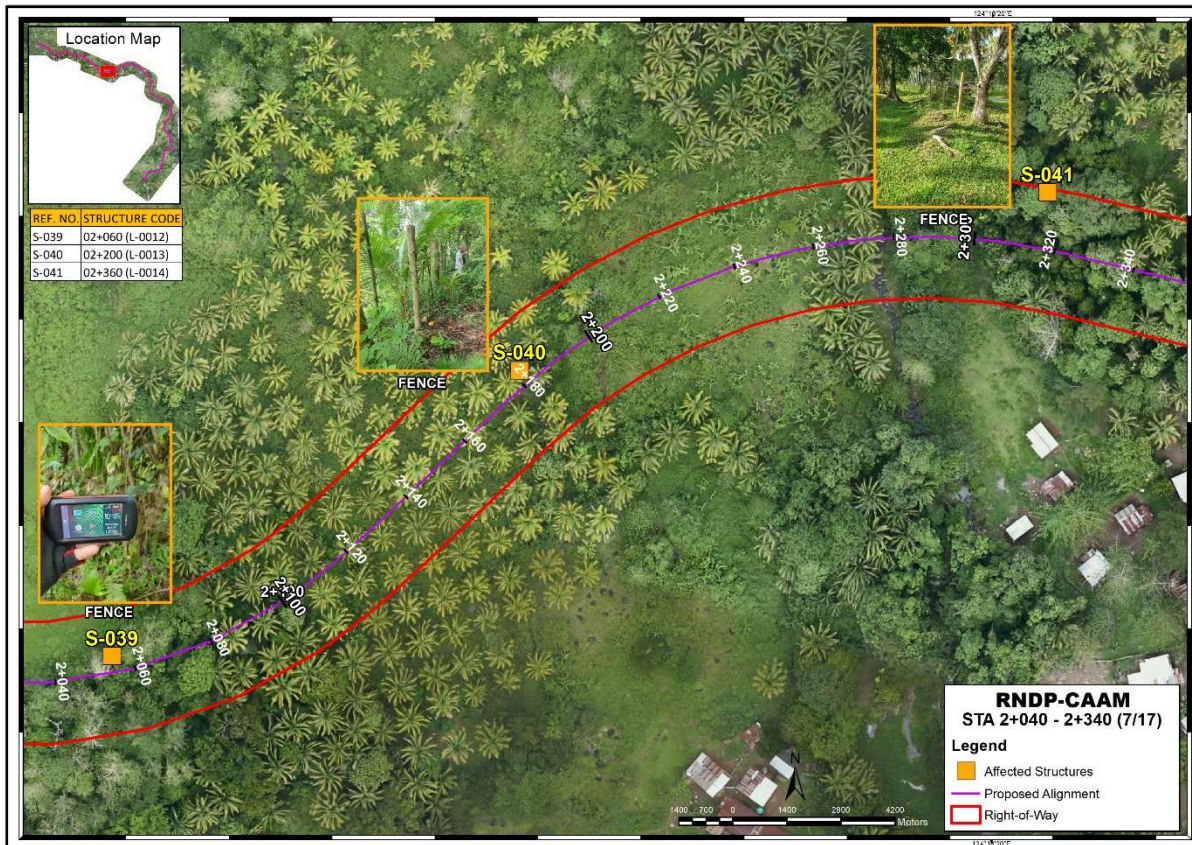 124°18'20"E
Location Map
REF. NO. STRUCTURE CODE
S-039 02+060 (L-0012)
S-040 02+200 (L-0013)
S-041 02+360 (L-0014)
FENCE
S-041
FENCE
S-040
FENCE
S-039
2+040
2+060
2+080
2+100
2+120
2+140
2+160
2+180
2+200
2+220
2+240
2+260
2+280
2+300
2+320
2+340
RNDP-CAAM
STA 2+040 - 2+340 (7/17)
Legend
Affected Structures
Proposed Alignment
Right-of-Way
N
1400 700 0 1400 2800 4200
Meters